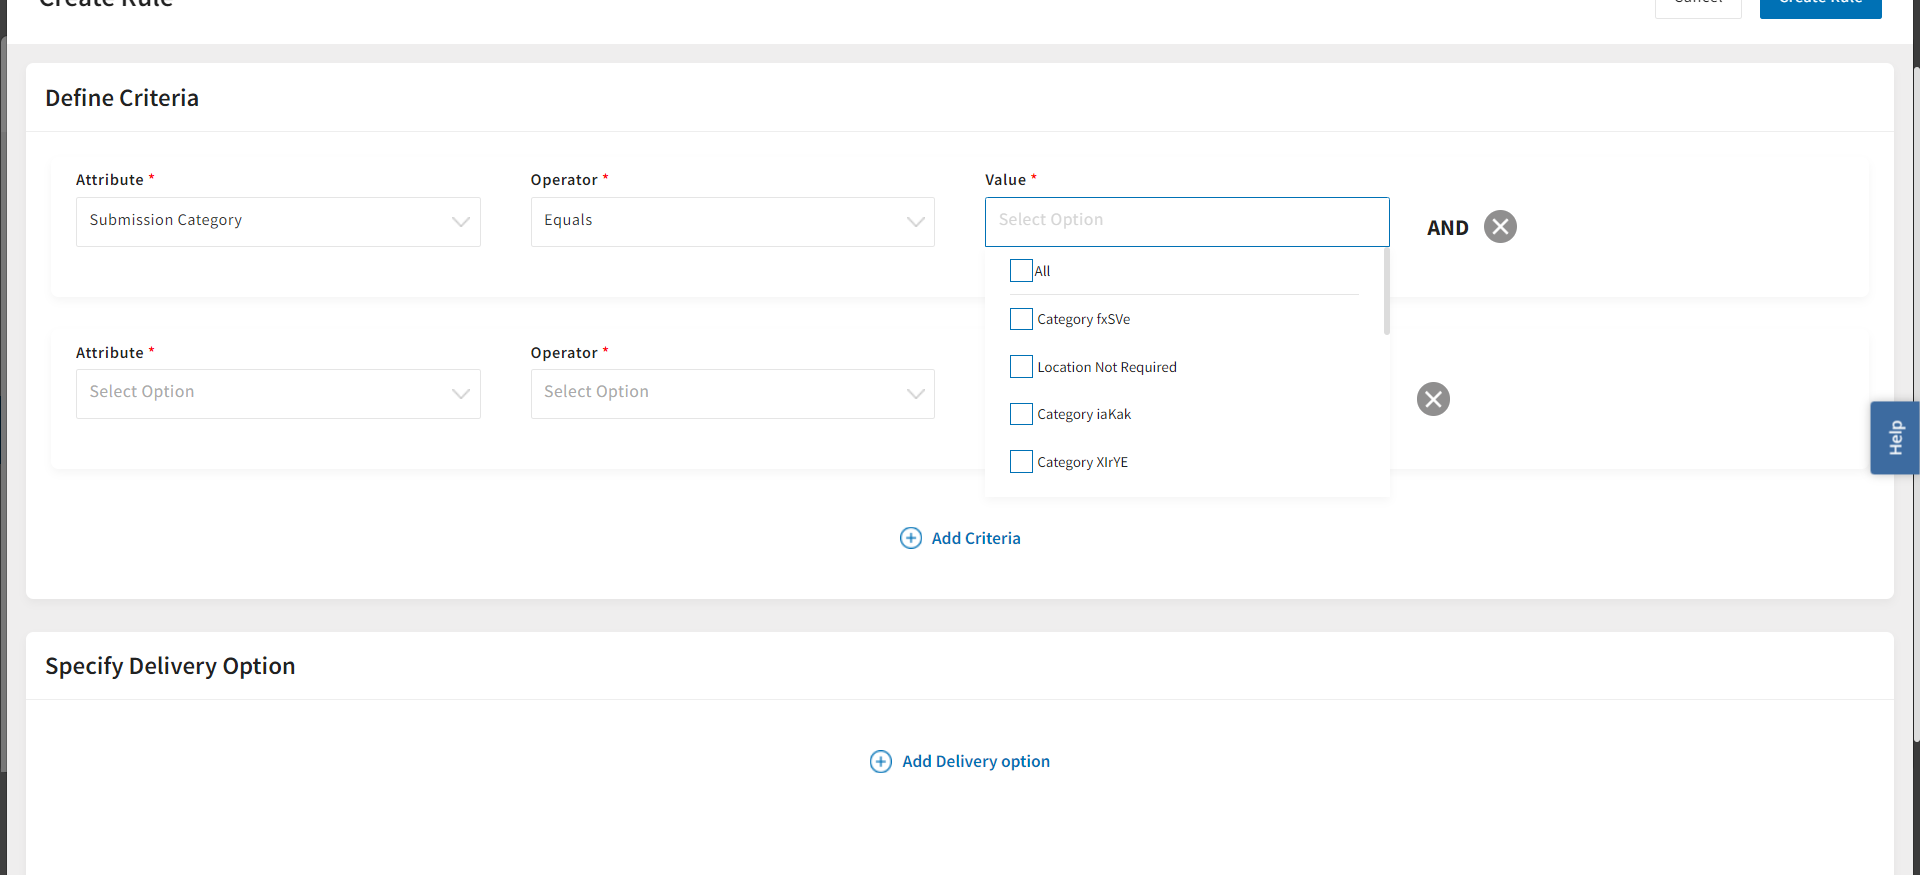 Create Rule
Cancel
Create Rule
Define Criteria
Attribute *
Operator *
Value *
Submission Category
Equals
Select Option
AND
All
Category fxSVe
Location Not Required
Category iaKak
Category XIrYE
Attribute *
Operator *
Select Option
Select Option
Help
Add Criteria
Specify Delivery Option
Add Delivery option